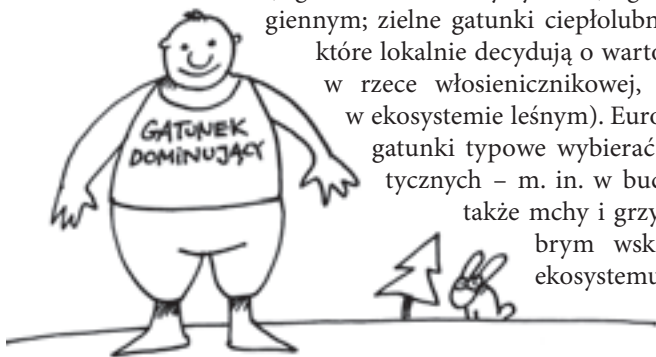 giennym; zielne gatunki ciepłolubn
które lokalnie decydują o warto
w rzece włosienicznikowej,
w ekosystemie leśnym). Euro
gatunki typowe wybierać
tycznych – m. in. w bud
także mchy i grzy
brym wsk
ekosystemu
GATUNEK
DOMINUJĄCY